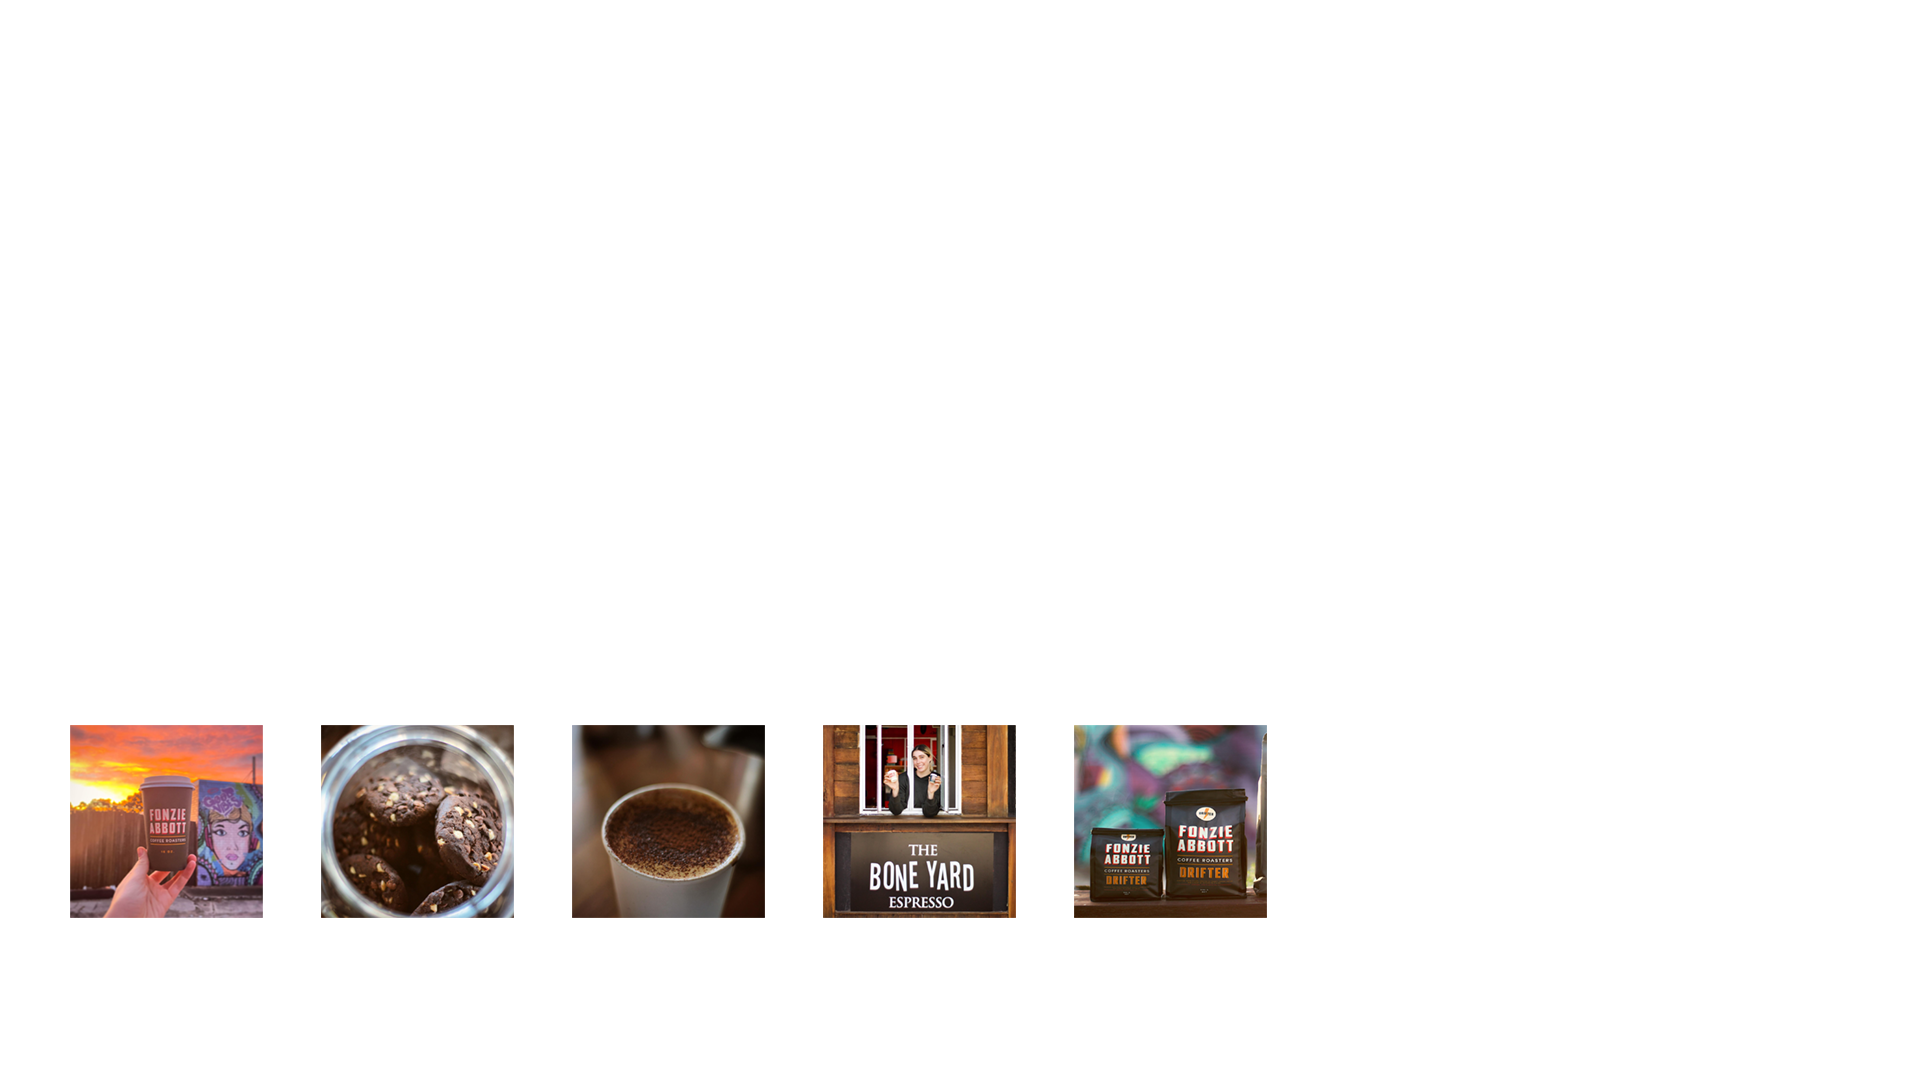 FONZIE
ABBOTT
COFFEE ROASTERS
THE
BONE YARD
ESPRESSO
FONZIE
ABBOTT
COFFEE ROASTERS
DRIFTER
FONZIE
ABBOTT
COFFEE ROASTERS
DRIFTER